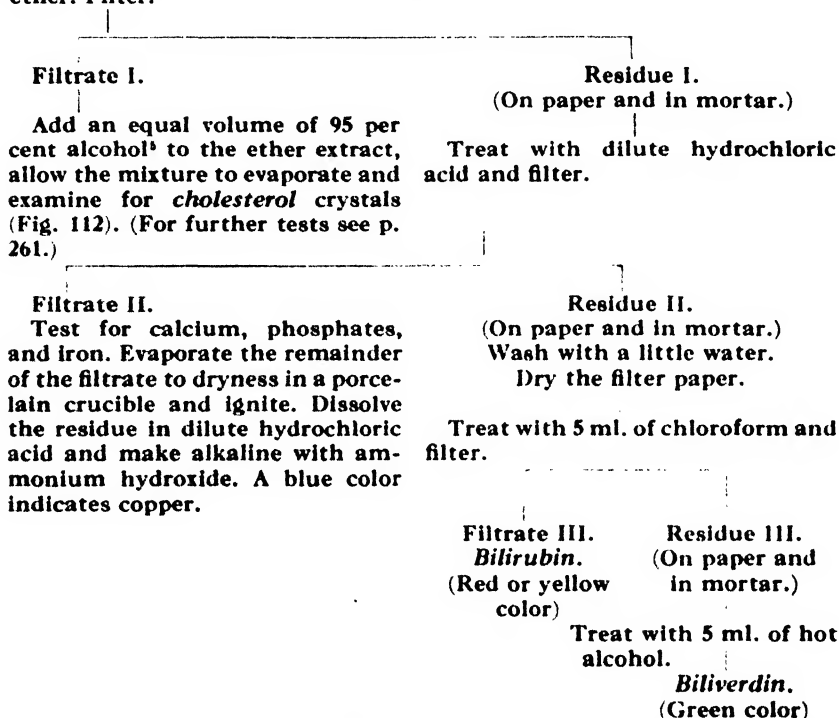 Filtrate I.
Add an equal volume of 95 per
cent alcohol⁵ to the ether extract,
allow the mixture to evaporate and
examine for cholesterol crystals
(Fig. 112). (For further tests see p.
261.)
Residue I.
(On paper and in mortar.)
Treat with dilute hydrochloric
acid and filter.
Filtrate II.
Test for calcium, phosphates,
and iron. Evaporate the remainder
of the filtrate to dryness in a porce-
lain crucible and ignite. Dissolve
the residue in dilute hydrochloric
acid and make alkaline with am-
monium hydroxide. A blue color
indicates copper.
Residue II.
(On paper and in mortar.)
Wash with a little water.
Dry the filter paper.
Treat with 5 ml. of chloroform and
filter.
Filtrate III.
Bilirubin.
(Red or yellow
color)
Residue III.
(On paper and
in mortar.)
Treat with 5 ml. of hot
alcohol.
Biliverdin.
(Green color)